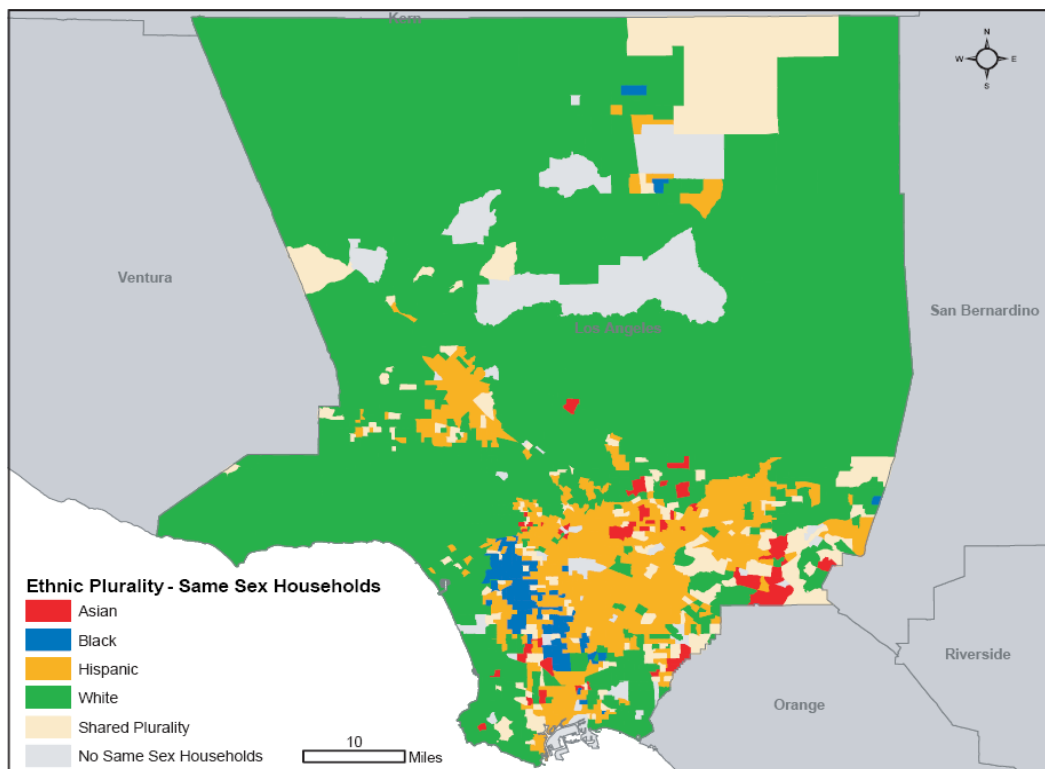 Kern
N
W E
S
Ventura
San Bernardino
Los Angeles
Ethnic Plurality - Same Sex Households
Asian
Black
Hispanic
White
Shared Plurality
No Same Sex Households
10
Miles
Riverside
Orange